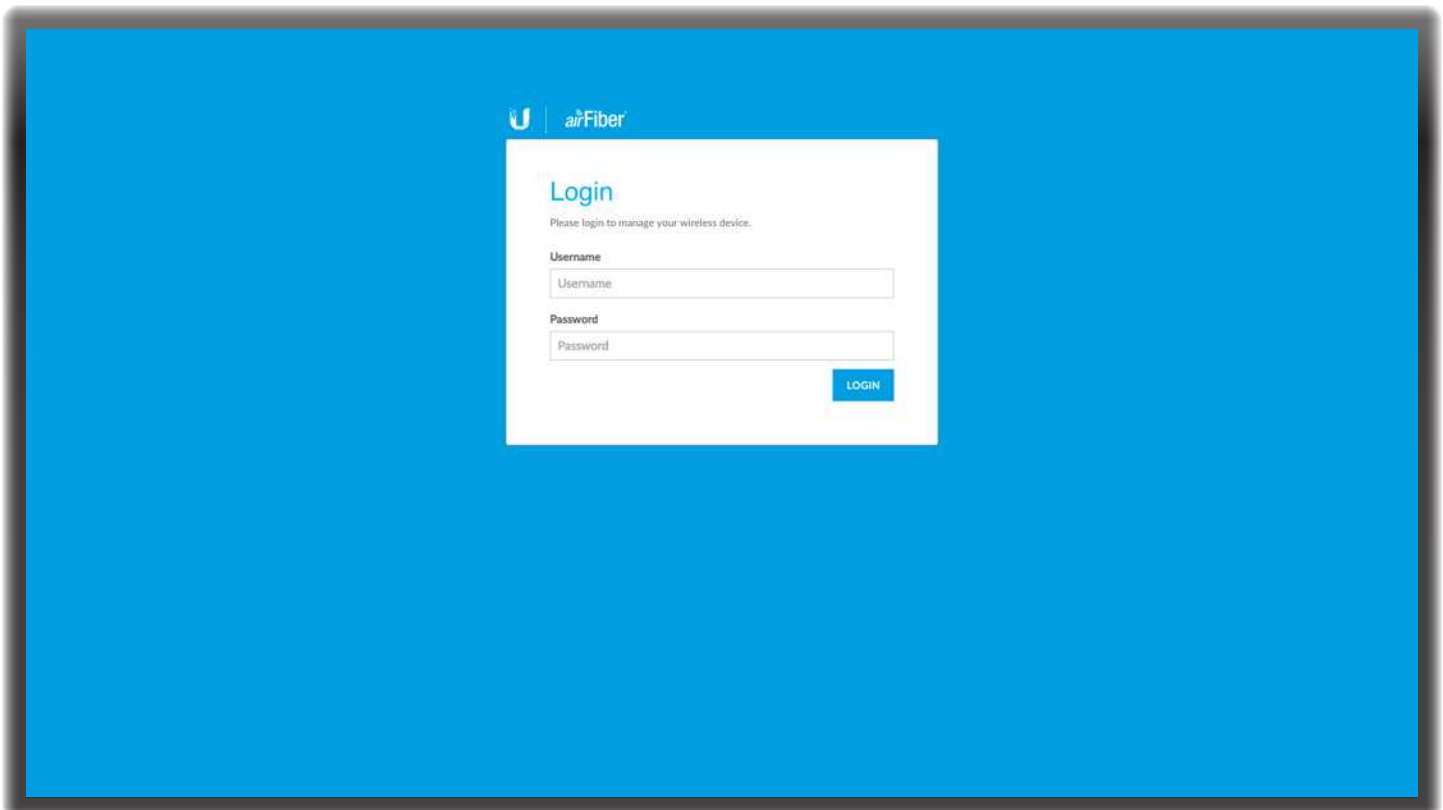 airFiber
Login
Please login to manage your wireless device.
Username
Username
Password
Password
LOGIN